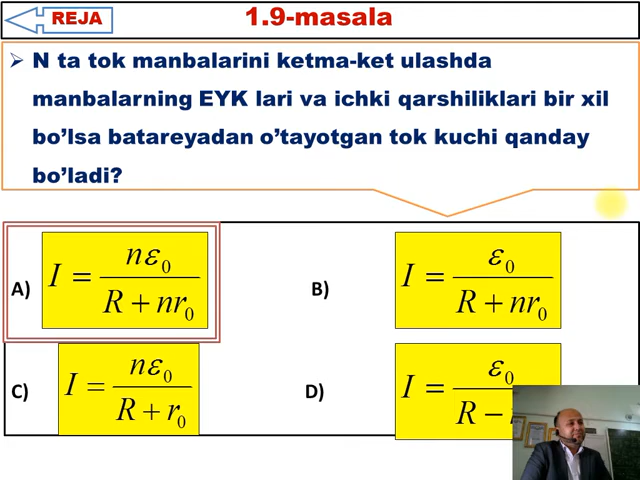 REJA
1.9-masala
➢ N ta tok manbalarini ketma-ket ulashda
manbalarning EYK lari va ichki qarshiliklari bir xil
bo’lsa batareyadan o’tayotgan tok kuchi qanday
bo’ladi?
A) I = nε₀ / (R + nr₀)
B) I = ε₀ / (R + nr₀)
C) I = nε₀ / (R + r₀)
D) I = ε₀ / (R −